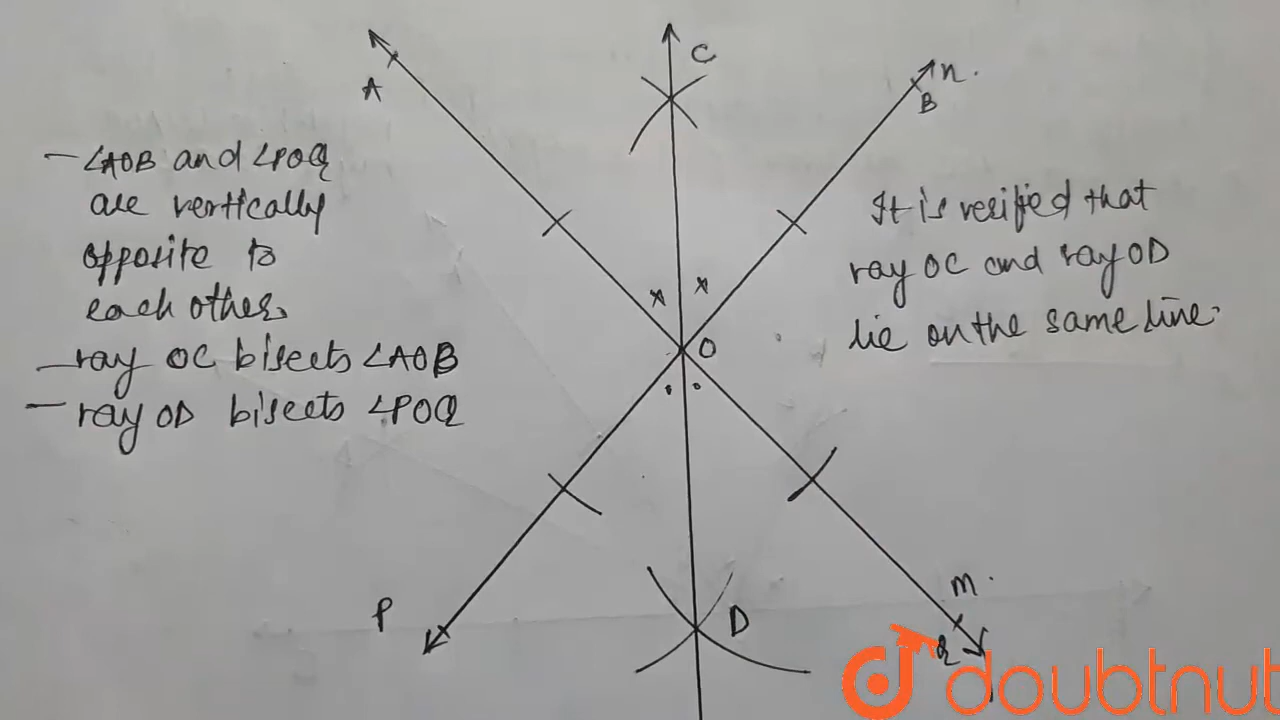 C
n.
A
B
- ∠AOB and ∠POQ
are vertically
opposite to
each other.
- ray OC bisects ∠AOB
- ray OD bisects ∠POQ
It is verified that
ray OC and ray OD
lie on the same line.
x x
O
P
D
m.
Q
doubtnut